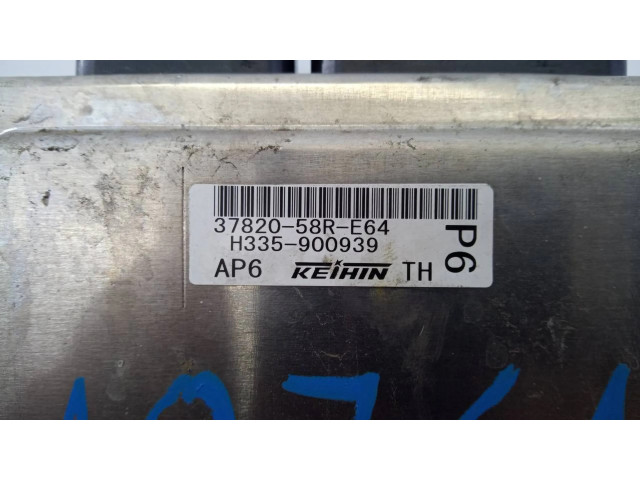 37820-58R-E64
H335-900939
AP6 KEIHIN TH
P6